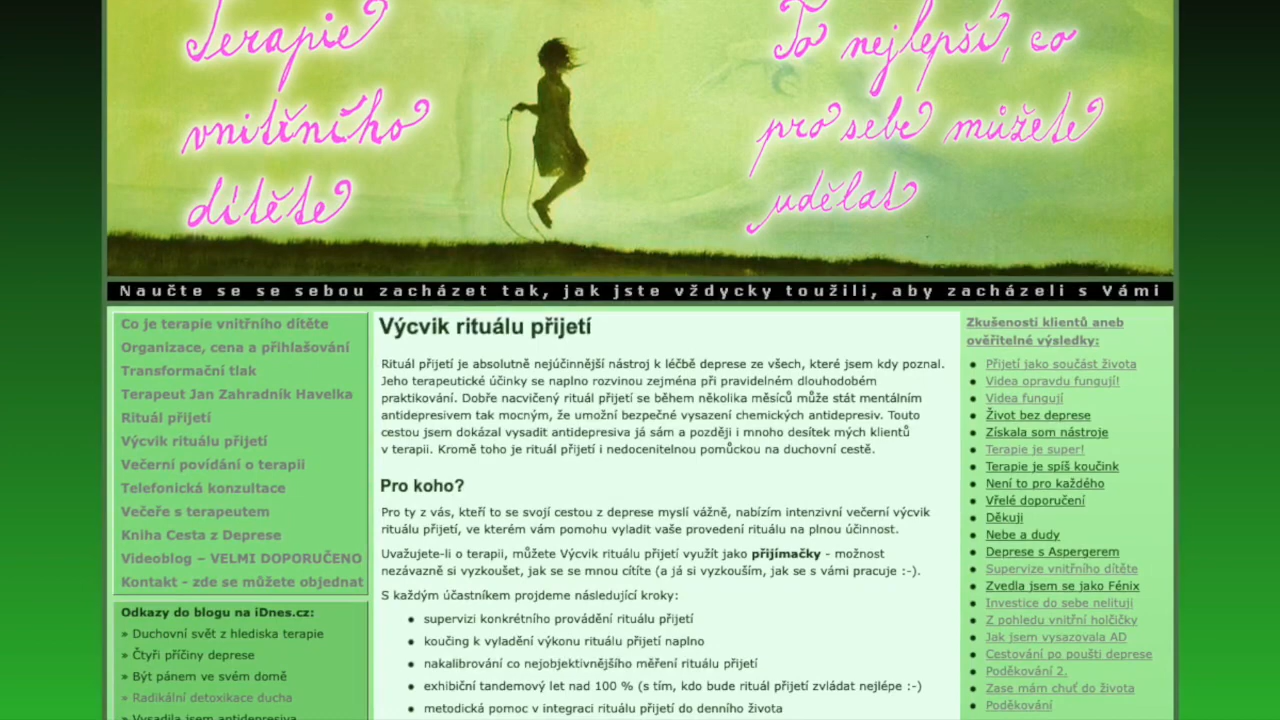 Terapie
vnitřního
dítěte
To nejlepší, co
pro sebe můžete
udělat
Naučte se se sebou zacházet tak, jak jste vždycky toužili, aby zacházeli s Vámi
Co je terapie vnitřního dítěte
Organizace, cena a přihlašování
Transformační tlak
Terapeut Jan Zahradník Havelka
Rituál přijetí
Výcvik rituálu přijetí
Večerní povídání o terapii
Telefonická konzultace
Večeře s terapeutem
Kniha Cesta z Deprese
Videoblog – VELMI DOPORUČENO
Kontakt - zde se můžete objednat
Odkazy do blogu na iDnes.cz:
» Duchovní svět z hlediska terapie
» Čtyři příčiny deprese
» Být pánem ve svém domě
» Radikální detoxikace ducha
» Vysadila jsem antidepresiva
Výcvik rituálu přijetí
Rituál přijetí je absolutně nejúčinnější nástroj k léčbě deprese ze všech, které jsem kdy poznal.
Jeho terapeutické účinky se naplno rozvinou zejména při pravidelném dlouhodobém
praktikování. Dobře nacvičený rituál přijetí se během několika měsíců může stát mentálním
antidepresivem tak mocným, že umožní bezpečné vysazení chemických antidepresiv. Touto
cestou jsem dokázal vysadit antidepresiva já sám a později i mnoho desítek mých klientů
v terapii. Kromě toho je rituál přijetí i nedocenitelnou pomůckou na duchovní cestě.
Pro koho?
Pro ty z vás, kteří to se svojí cestou z deprese myslí vážně, nabízím intenzivní večerní výcvik
rituálu přijetí, ve kterém vám pomohu vyladit vaše provedení rituálu na plnou účinnost.
Uvažujete-li o terapii, můžete Výcvik rituálu přijetí využít jako přijímačky - možnost
nezávazně si vyzkoušet, jak se se mnou cítíte (a já si vyzkouším, jak se s vámi pracuje :-).
S každým účastníkem projdeme následující kroky:
• supervizi konkrétního provádění rituálu přijetí
• koučing k vyladění výkonu rituálu přijetí naplno
• nakalibrování co nejobjektivnějšího měření rituálu přijetí
• exhibiční tandemový let nad 100 % (s tím, kdo bude rituál přijetí zvládat nejlépe :-)
• metodická pomoc v integraci rituálu přijetí do denního života
Zkušenosti klientů aneb
ověřitelné výsledky:
• Přijetí jako součást života
• Videa opravdu fungují!
• Videa fungují
• Život bez deprese
• Získala som nástroje
• Terapie je super!
• Terapie je spíš koučink
• Není to pro každého
• Vřelé doporučení
• Děkuji
• Nebe a dudy
• Deprese s Aspergerem
• Supervize vnitřního dítěte
• Zvedla jsem se jako Fénix
• Investice do sebe nelituji
• Z pohledu vnitřní holčičky
• Jak jsem vysazovala AD
• Cestování po poušti deprese
• Poděkování 2.
• Zase mám chuť do života
• Poděkování